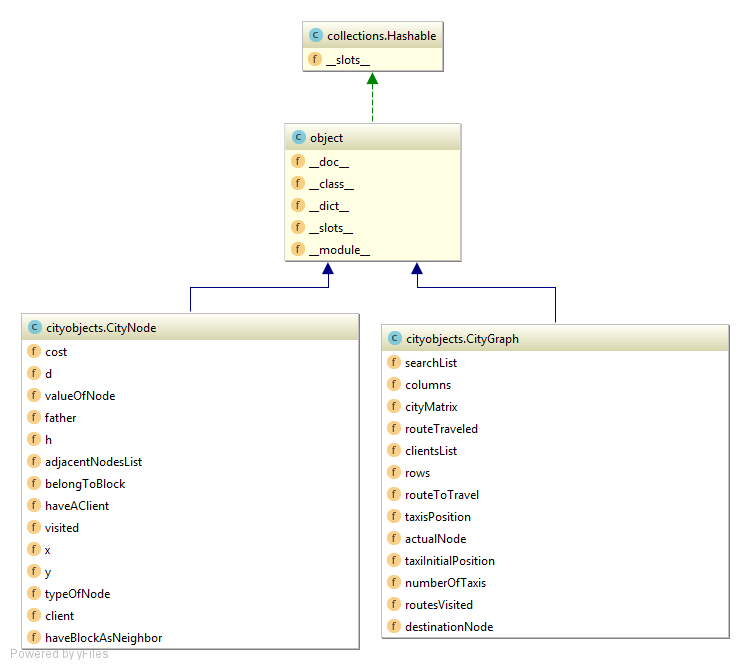 C collections.Hashable
f __slots__
C object
f __doc__
f __class__
f __dict__
f __slots__
f __module__
C cityobjects.CityNode
f cost
f d
f valueOfNode
f father
f h
f adjacentNodesList
f belongToBlock
f haveAClient
f visited
f x
f y
f typeOfNode
f client
f haveBlockAsNeighbor
C cityobjects.CityGraph
f searchList
f columns
f cityMatrix
f routeTraveled
f clientsList
f rows
f routeToTravel
f taxisPosition
f actualNode
f taxiInitialPosition
f numberOfTaxis
f routesVisited
f destinationNode
Powered by yFiles